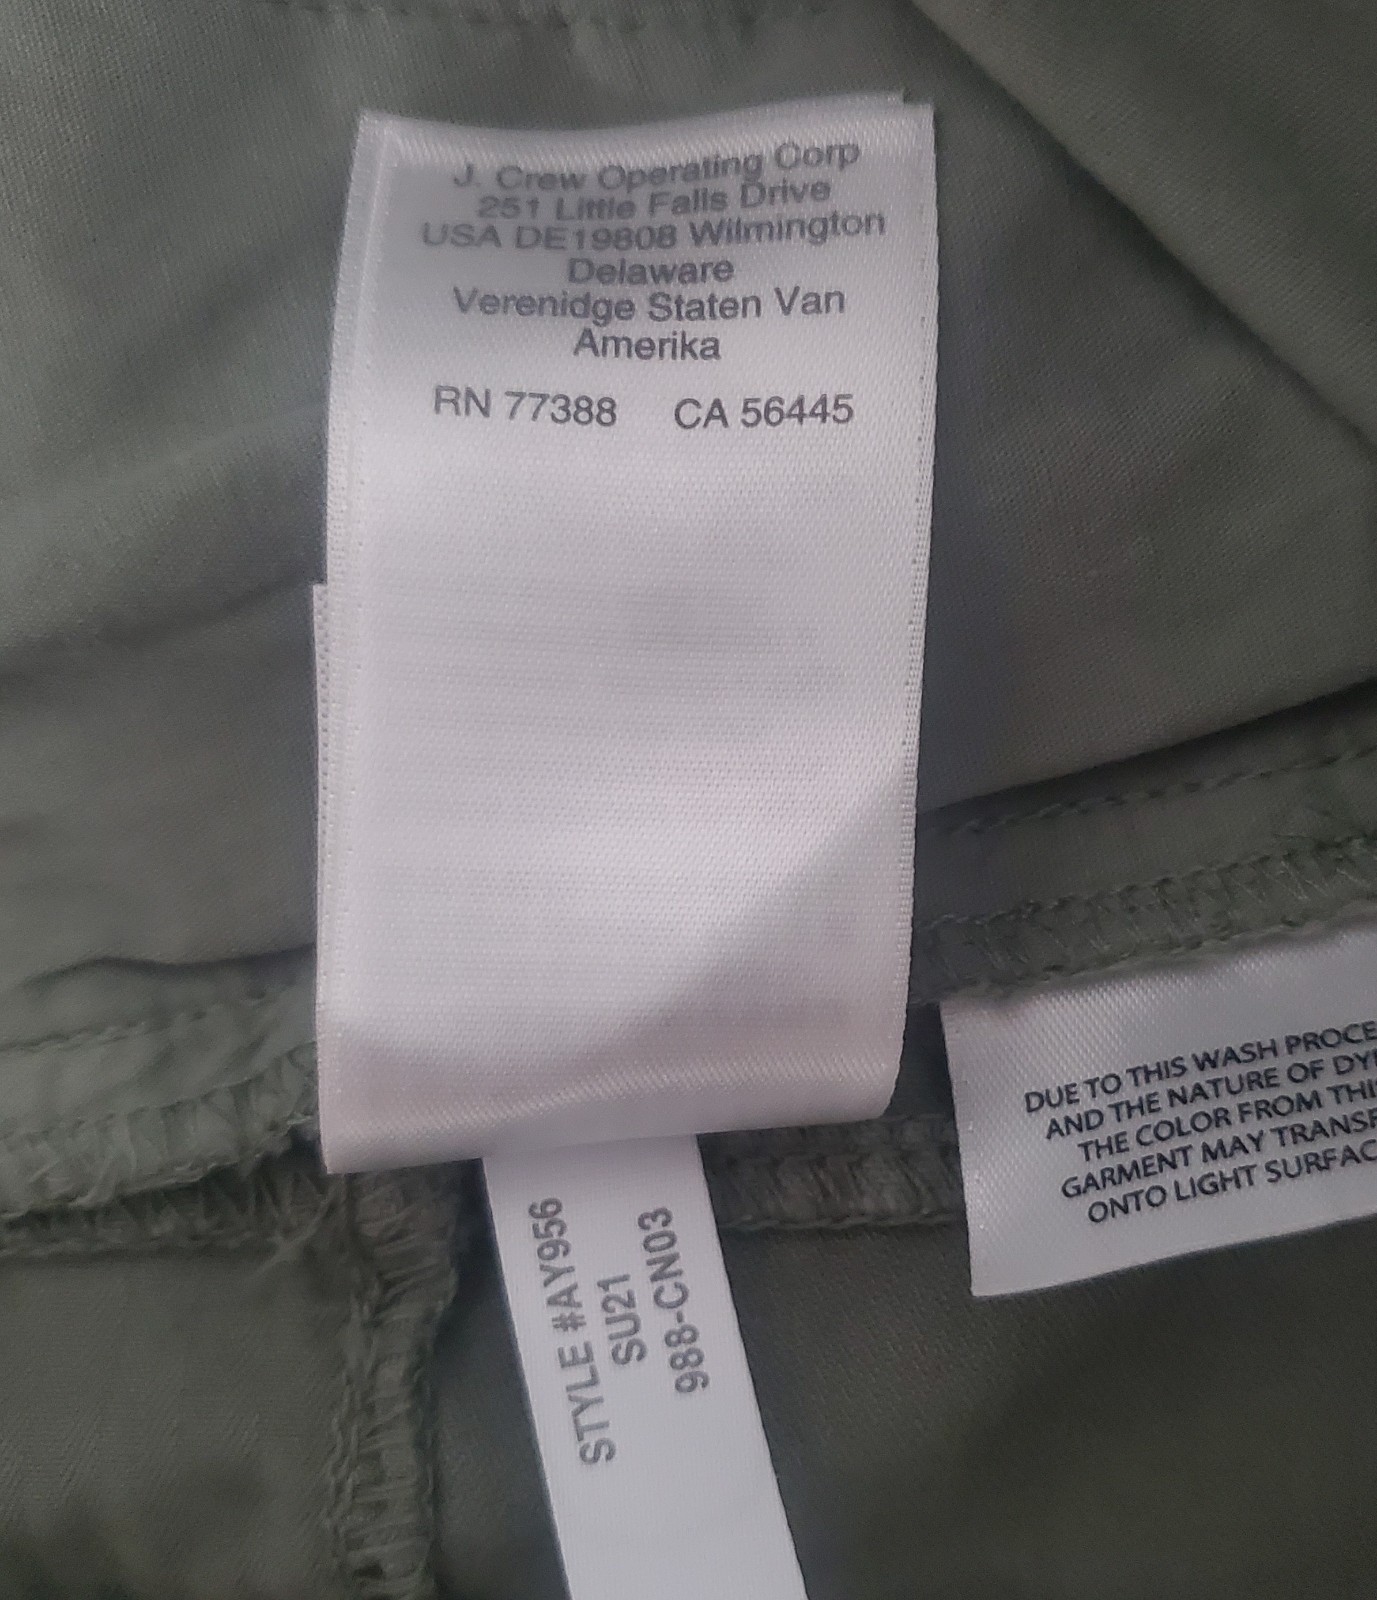 J. Crew Operating Corp
251 Little Falls Drive
USA DE19808 Wilmington
Delaware
Verenidge Staten Van
Amerika
RN 77388 CA 56445
STYLE #AY956
SU21
988-CN03
DUE TO THIS WASH PROCE
AND THE NATURE OF DY
THE COLOR FROM THI
GARMENT MAY TRANSF
ONTO LIGHT SURFAC